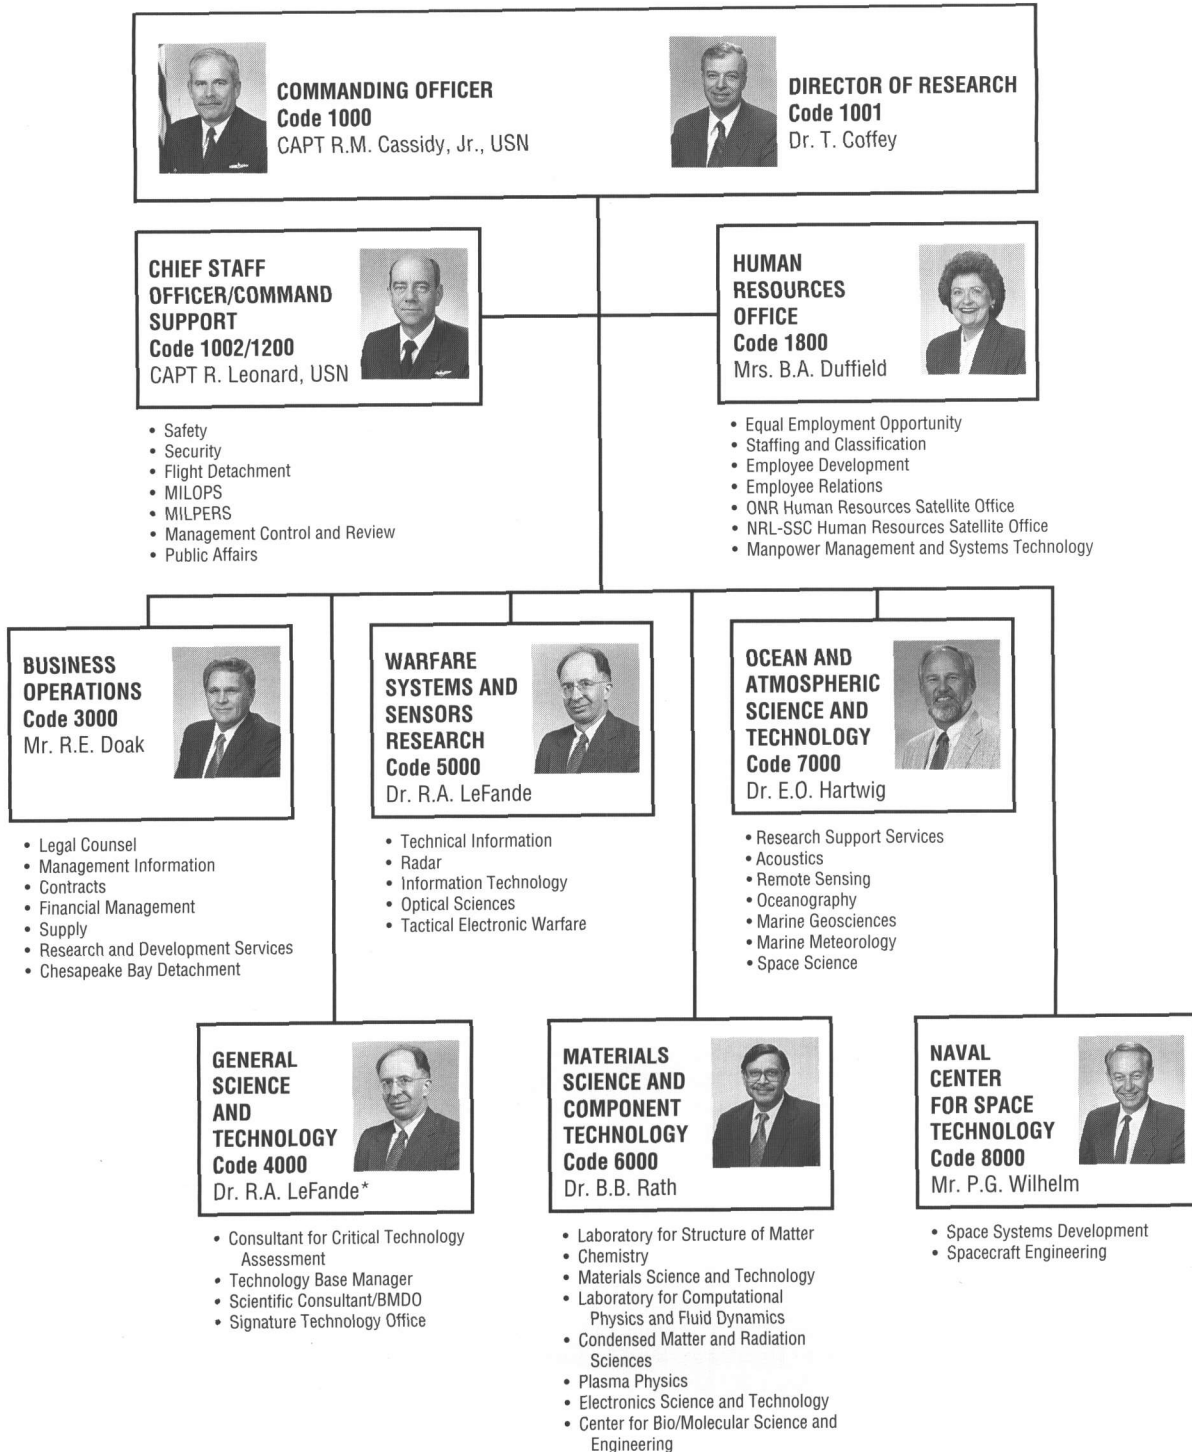 COMMANDING OFFICER
Code 1000
CAPT R.M. Cassidy, Jr., USN
DIRECTOR OF RESEARCH
Code 1001
Dr. T. Coffey
CHIEF STAFF
OFFICER/COMMAND
SUPPORT
Code 1002/1200
CAPT R. Leonard, USN
• Safety
• Security
• Flight Detachment
• MILOPS
• MILPERS
• Management Control and Review
• Public Affairs
HUMAN
RESOURCES
OFFICE
Code 1800
Mrs. B.A. Duffield
• Equal Employment Opportunity
• Staffing and Classification
• Employee Development
• Employee Relations
• ONR Human Resources Satellite Office
• NRL-SSC Human Resources Satellite Office
• Manpower Management and Systems Technology
BUSINESS
OPERATIONS
Code 3000
Mr. R.E. Doak
• Legal Counsel
• Management Information
• Contracts
• Financial Management
• Supply
• Research and Development Services
• Chesapeake Bay Detachment
WARFARE
SYSTEMS AND
SENSORS
RESEARCH
Code 5000
Dr. R.A. LeFande
• Technical Information
• Radar
• Information Technology
• Optical Sciences
• Tactical Electronic Warfare
OCEAN AND
ATMOSPHERIC
SCIENCE AND
TECHNOLOGY
Code 7000
Dr. E.O. Hartwig
• Research Support Services
• Acoustics
• Remote Sensing
• Oceanography
• Marine Geosciences
• Marine Meteorology
• Space Science
GENERAL
SCIENCE
AND
TECHNOLOGY
Code 4000
Dr. R.A. LeFande*
• Consultant for Critical Technology
Assessment
• Technology Base Manager
• Scientific Consultant/BMDO
• Signature Technology Office
MATERIALS
SCIENCE AND
COMPONENT
TECHNOLOGY
Code 6000
Dr. B.B. Rath
• Laboratory for Structure of Matter
• Chemistry
• Materials Science and Technology
• Laboratory for Computational
Physics and Fluid Dynamics
• Condensed Matter and Radiation
Sciences
• Plasma Physics
• Electronics Science and Technology
• Center for Bio/Molecular Science and
Engineering
NAVAL
CENTER
FOR SPACE
TECHNOLOGY
Code 8000
Mr. P.G. Wilhelm
• Space Systems Development
• Spacecraft Engineering